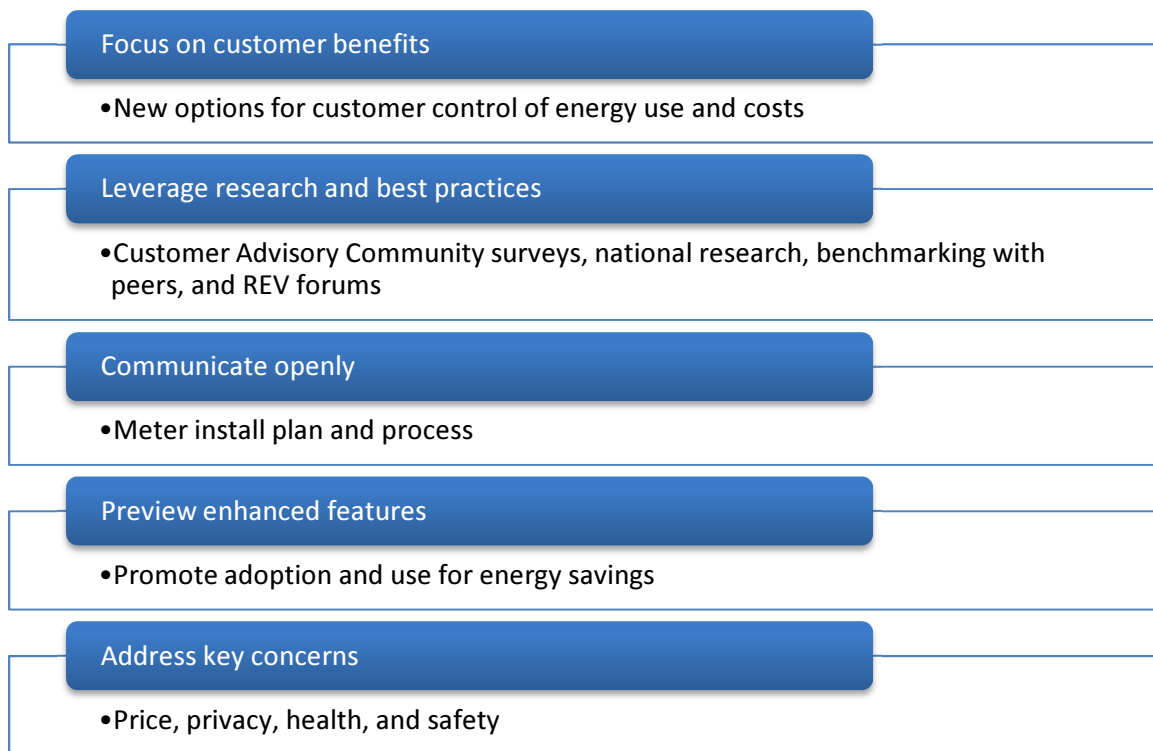 Focus on customer benefits
•New options for customer control of energy use and costs
Leverage research and best practices
•Customer Advisory Community surveys, national research, benchmarking with
peers, and REV forums
Communicate openly
•Meter install plan and process
Preview enhanced features
•Promote adoption and use for energy savings
Address key concerns
•Price, privacy, health, and safety